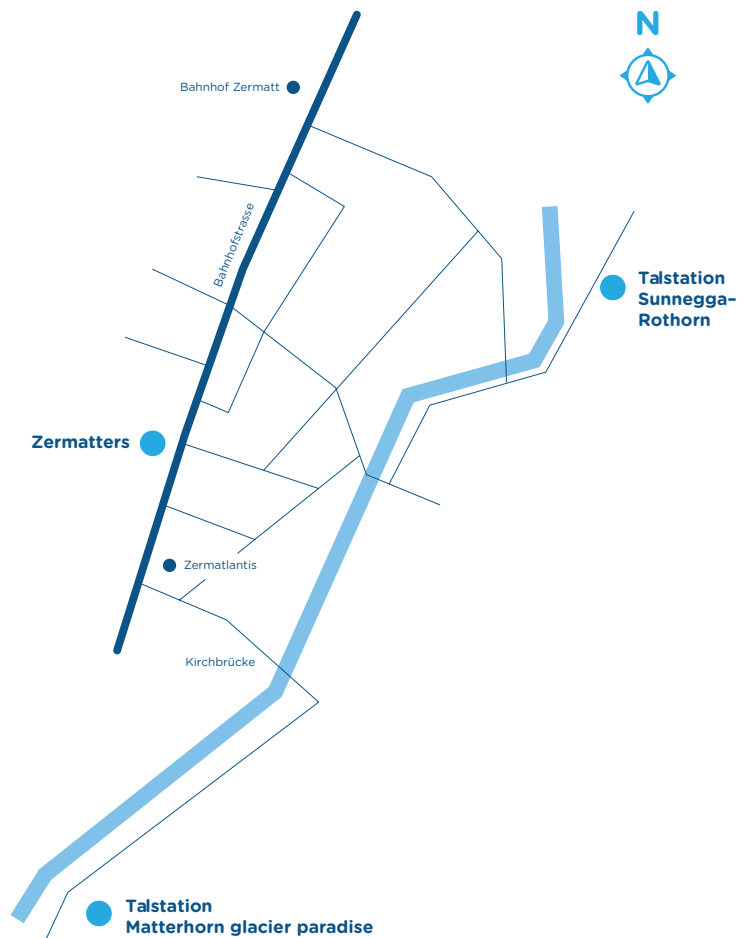 N
Bahnhof Zermatt
Bahnhofstrasse
Talstation
Sunnegga-
Rothorn
Zermatters
Zermatlantis
Kirchbrücke
Talstation
Matterhorn glacier paradise